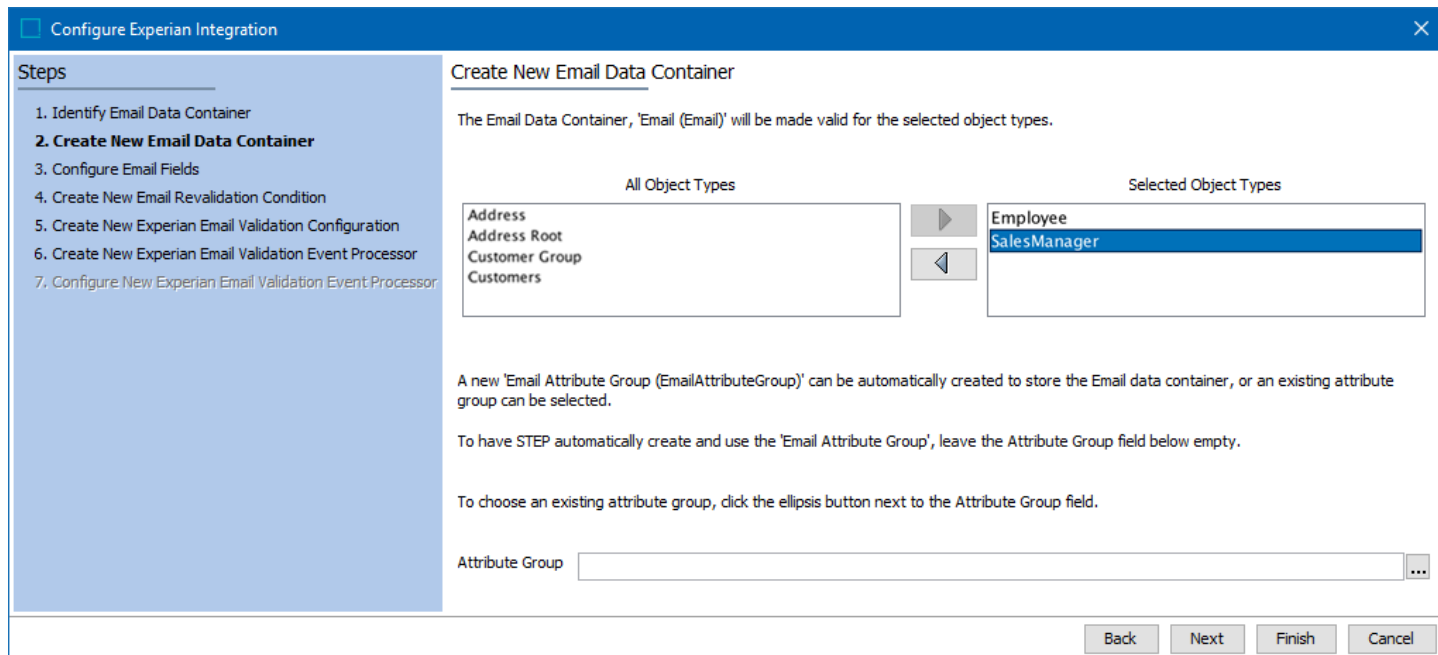 Configure Experian Integration
Steps
1. Identify Email Data Container
2. Create New Email Data Container
3. Configure Email Fields
4. Create New Email Revalidation Condition
5. Create New Experian Email Validation Configuration
6. Create New Experian Email Validation Event Processor
7. Configure New Experian Email Validation Event Processor
Create New Email Data Container
The Email Data Container, 'Email (Email)' will be made valid for the selected object types.
All Object Types
Address
Address Root
Customer Group
Customers
Selected Object Types
Employee
SalesManager
A new 'Email Attribute Group (EmailAttributeGroup)' can be automatically created to store the Email data container, or an existing attribute
group can be selected.
To have STEP automatically create and use the 'Email Attribute Group', leave the Attribute Group field below empty.
To choose an existing attribute group, click the ellipsis button next to the Attribute Group field.
Attribute Group
...
Back Next Finish Cancel